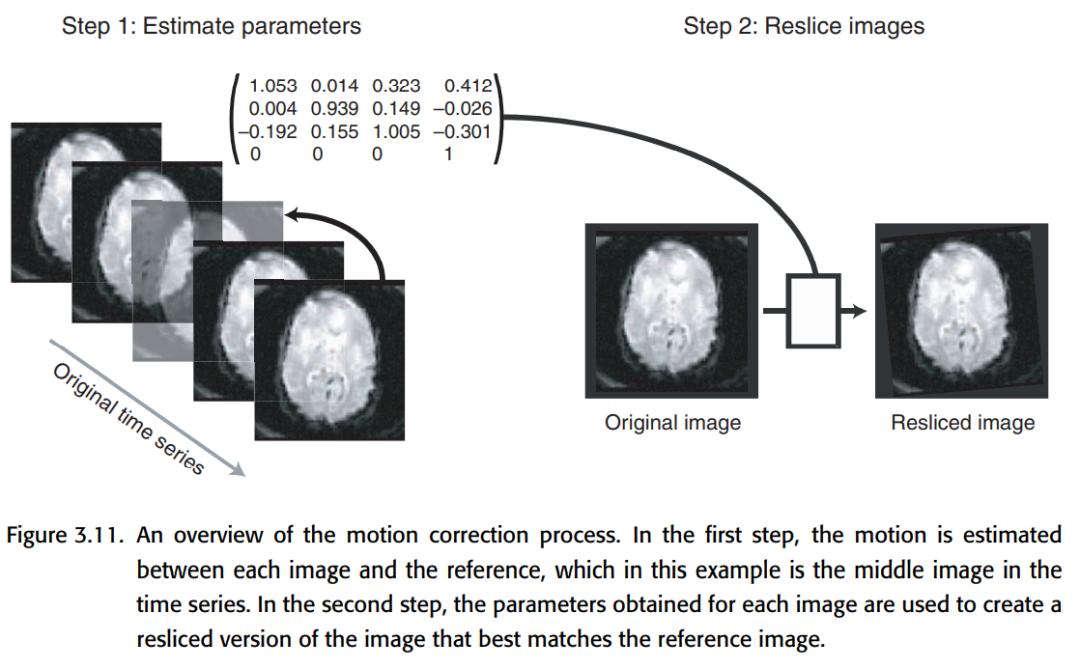 Step 1: Estimate parameters
Step 2: Reslice images
1.053 0.014 0.323 0.412
0.004 0.939 0.149 –0.026
–0.192 0.155 1.005 –0.301
0 0 0 1
Original time series
Original image
Resliced image
Figure 3.11. An overview of the motion correction process. In the first step, the motion is estimated
between each image and the reference, which in this example is the middle image in the
time series. In the second step, the parameters obtained for each image are used to create a
resliced version of the image that best matches the reference image.